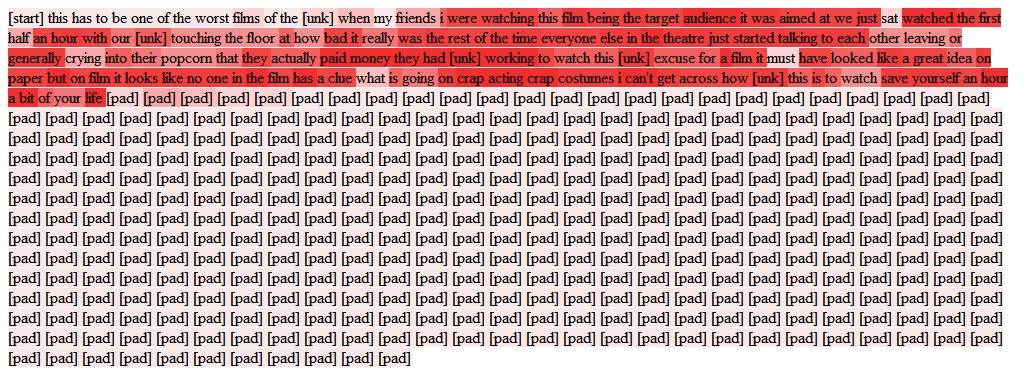 [start] this has to be one of the worst films of the [unk] when my friends i were watching this film being the target audience it was aimed at we just sat watched the first
half an hour with our [unk] touching the floor at how bad it really was the rest of the time everyone else in the theatre just started talking to each other leaving or
generally crying into their popcorn that they actually paid money they had [unk] working to watch this [unk] excuse for a film it must have looked like a great idea on
paper but on film it looks like no one in the film has a clue what is going on crap acting crap costumes i can't get across how [unk] this is to watch save yourself an hour
a bit of your life [pad] [pad] [pad] [pad] [pad] [pad] [pad] [pad] [pad] [pad] [pad] [pad] [pad] [pad] [pad] [pad] [pad] [pad] [pad] [pad] [pad] [pad] [pad] [pad]
[pad] [pad] [pad] [pad] [pad] [pad] [pad] [pad] [pad] [pad] [pad] [pad] [pad] [pad] [pad] [pad] [pad] [pad] [pad] [pad] [pad] [pad] [pad] [pad] [pad] [pad] [pad]
[pad] [pad] [pad] [pad] [pad] [pad] [pad] [pad] [pad] [pad] [pad] [pad] [pad] [pad] [pad] [pad] [pad] [pad] [pad] [pad] [pad] [pad] [pad] [pad] [pad] [pad] [pad]
[pad] [pad] [pad] [pad] [pad] [pad] [pad] [pad] [pad] [pad] [pad] [pad] [pad] [pad] [pad] [pad] [pad] [pad] [pad] [pad] [pad] [pad] [pad] [pad] [pad] [pad] [pad]
[pad] [pad] [pad] [pad] [pad] [pad] [pad] [pad] [pad] [pad] [pad] [pad] [pad] [pad] [pad] [pad] [pad] [pad] [pad] [pad] [pad] [pad] [pad] [pad] [pad] [pad] [pad]
[pad] [pad] [pad] [pad] [pad] [pad] [pad] [pad] [pad] [pad] [pad] [pad] [pad] [pad] [pad] [pad] [pad] [pad] [pad] [pad] [pad] [pad] [pad] [pad] [pad] [pad] [pad]
[pad] [pad] [pad] [pad] [pad] [pad] [pad] [pad] [pad] [pad] [pad] [pad] [pad] [pad] [pad] [pad] [pad] [pad] [pad] [pad] [pad] [pad] [pad] [pad] [pad] [pad] [pad]
[pad] [pad] [pad] [pad] [pad] [pad] [pad] [pad] [pad] [pad] [pad] [pad] [pad] [pad] [pad] [pad] [pad] [pad] [pad] [pad] [pad] [pad] [pad] [pad] [pad] [pad] [pad]
[pad] [pad] [pad] [pad] [pad] [pad] [pad] [pad] [pad] [pad] [pad] [pad] [pad] [pad] [pad] [pad] [pad] [pad] [pad] [pad] [pad] [pad] [pad] [pad] [pad] [pad] [pad]
[pad] [pad] [pad] [pad] [pad] [pad] [pad] [pad] [pad] [pad] [pad] [pad] [pad] [pad] [pad] [pad] [pad] [pad] [pad] [pad] [pad] [pad] [pad] [pad] [pad] [pad] [pad]
[pad] [pad] [pad] [pad] [pad] [pad] [pad] [pad] [pad] [pad] [pad] [pad] [pad] [pad] [pad] [pad] [pad] [pad] [pad] [pad] [pad] [pad] [pad] [pad] [pad] [pad] [pad]
[pad] [pad] [pad] [pad] [pad] [pad] [pad] [pad] [pad] [pad] [pad] [pad] [pad] [pad] [pad] [pad] [pad] [pad] [pad] [pad] [pad] [pad] [pad] [pad] [pad] [pad] [pad]
[pad] [pad] [pad] [pad] [pad] [pad] [pad] [pad] [pad] [pad] [pad] [pad] [pad] [pad] [pad] [pad] [pad] [pad] [pad] [pad] [pad] [pad] [pad] [pad] [pad] [pad] [pad]
[pad] [pad] [pad] [pad] [pad] [pad] [pad] [pad] [pad] [pad] [pad]